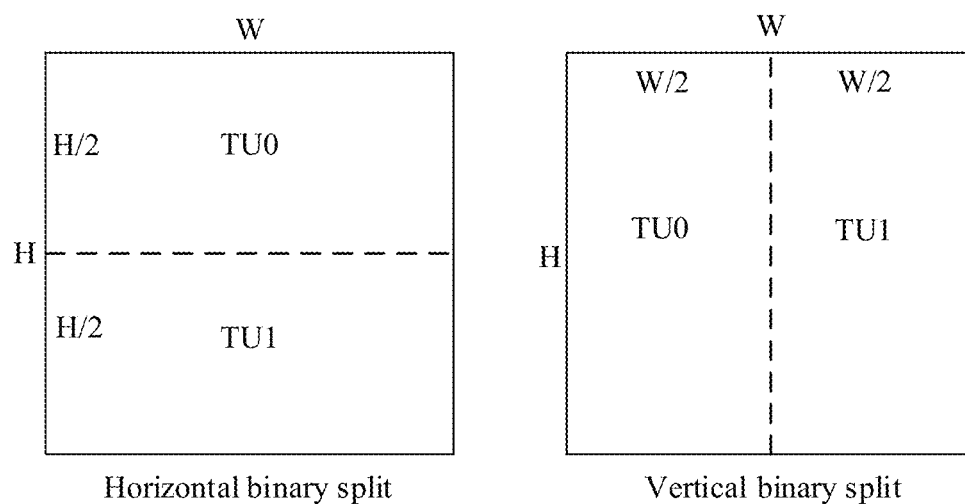 W
H/2
TU0
H
H/2
TU1
Horizontal binary split
W
W/2
W/2
TU0
TU1
H
Vertical binary split